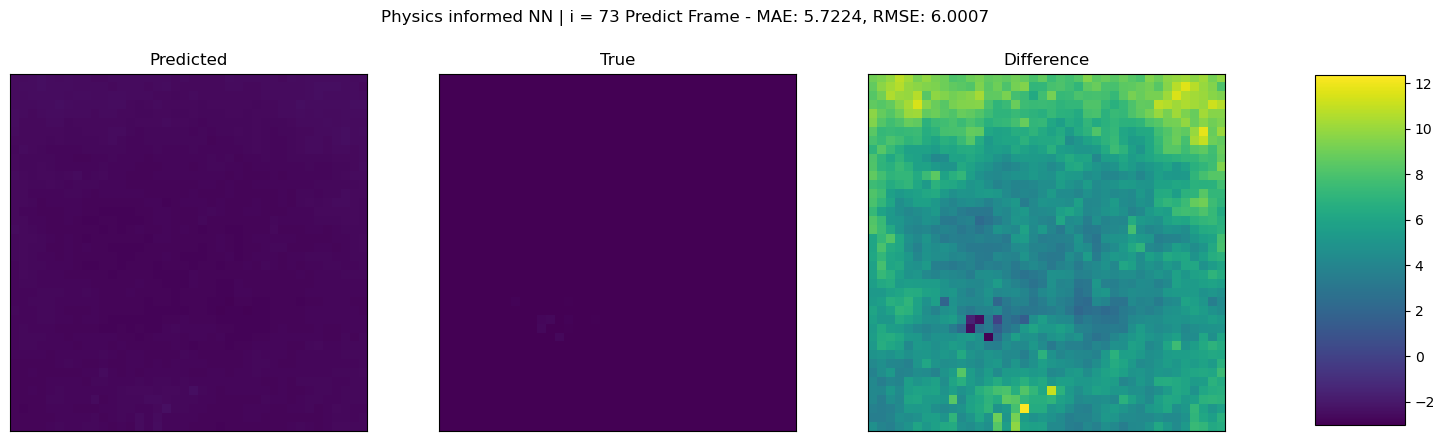 Physics informed NN | i = 73 Predict Frame - MAE: 5.7224, RMSE: 6.0007
Predicted
True
Difference
12
10
8
6
4
2
0
−2